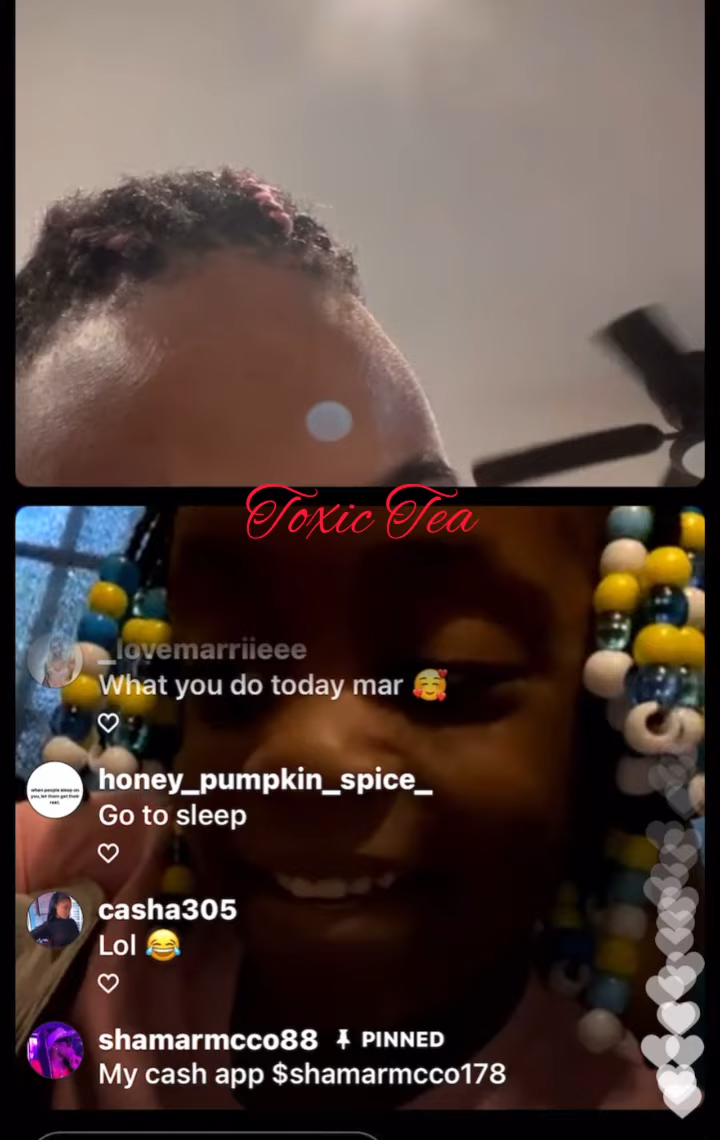 Toxic Tea
_lovemarriieee
What you do today mar 🥰
honey_pumpkin_spice_
Go to sleep
casha305
Lol 😂
shamarmcco88 PINNED
My cash app $shamarmcco178